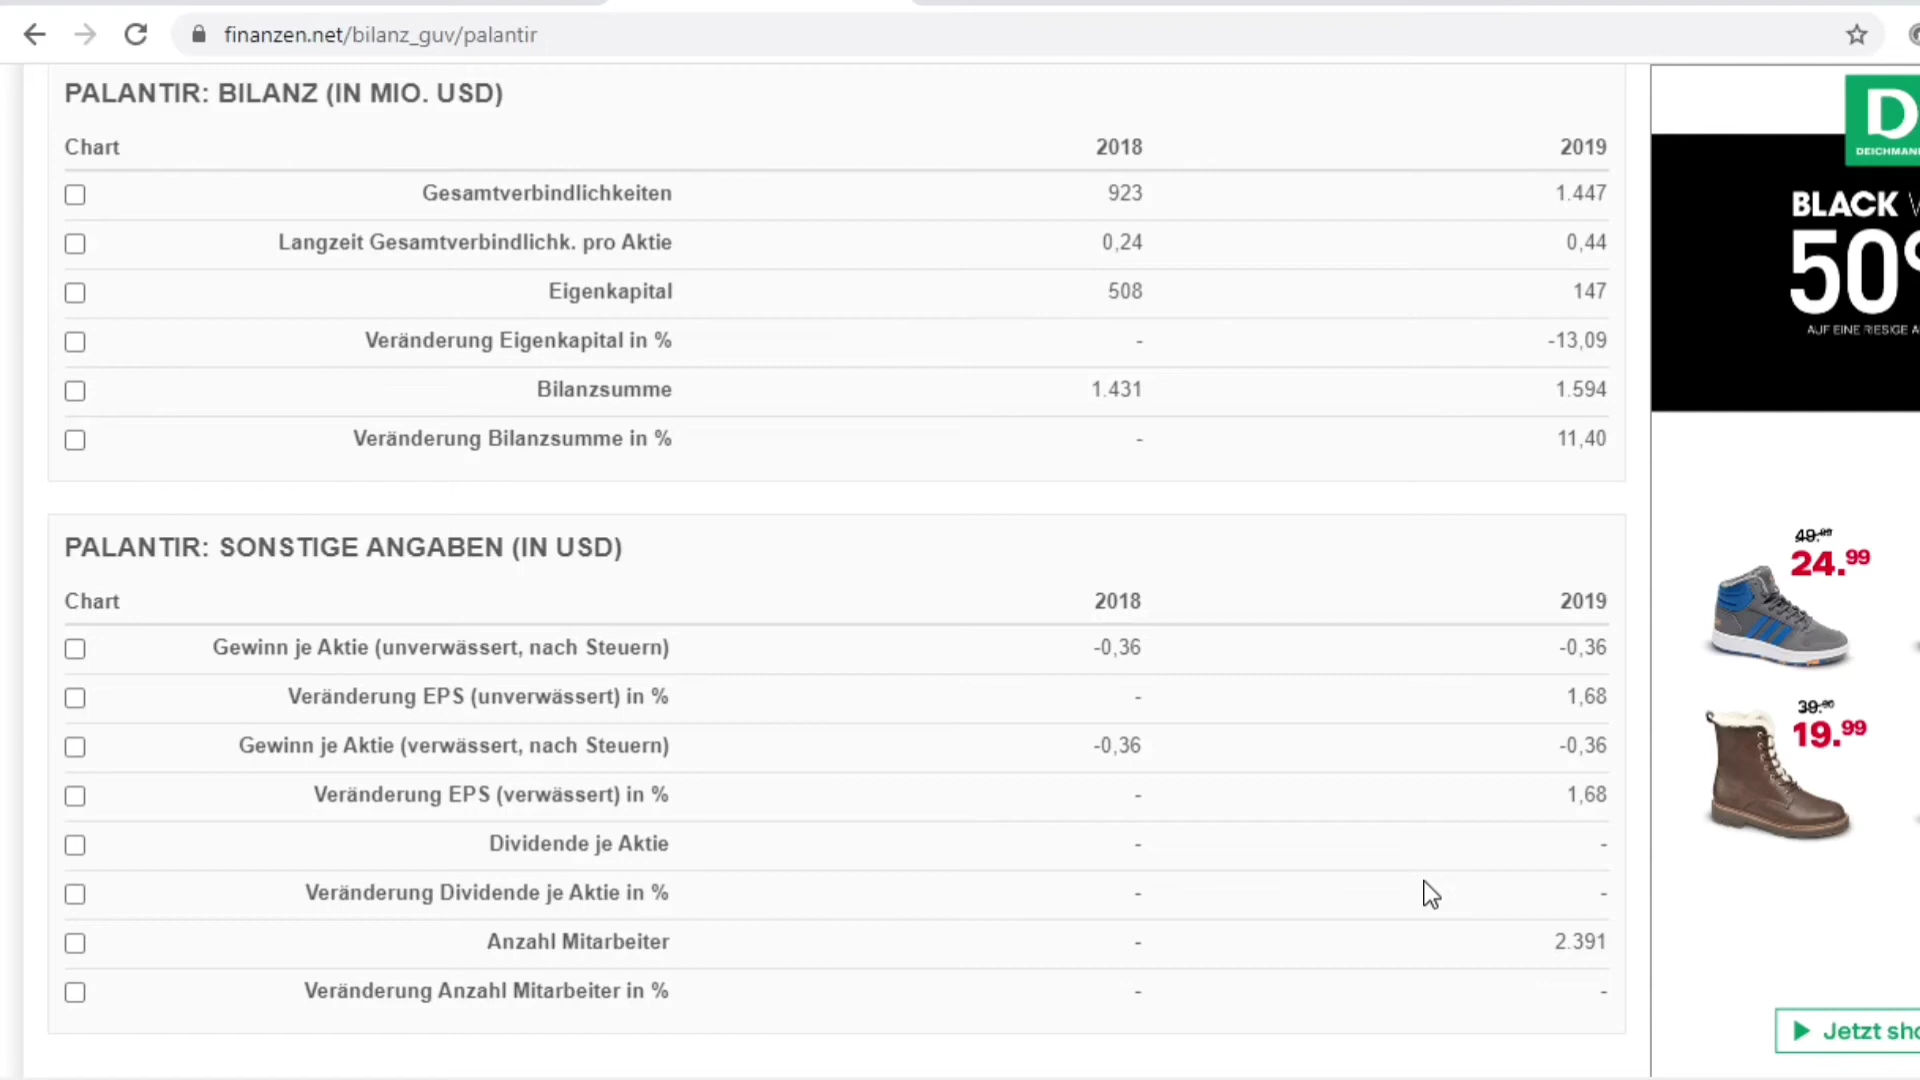 finanzen.net/bilanz_guv/palantir
PALANTIR: BILANZ (IN MIO. USD)
Chart 2018 2019
Gesamtverbindlichkeiten 923 1.447
Langzeit Gesamtverbindlichk. pro Aktie 0,24 0,44
Eigenkapital 508 147
Veränderung Eigenkapital in % - -13,09
Bilanzsumme 1.431 1.594
Veränderung Bilanzsumme in % - 11,40
PALANTIR: SONSTIGE ANGABEN (IN USD)
Chart 2018 2019
Gewinn je Aktie (unverwässert, nach Steuern) -0,36 -0,36
Veränderung EPS (unverwässert) in % - 1,68
Gewinn je Aktie (verwässert, nach Steuern) -0,36 -0,36
Veränderung EPS (verwässert) in % - 1,68
Dividende je Aktie - -
Veränderung Dividende je Aktie in % - -
Anzahl Mitarbeiter - 2.391
Veränderung Anzahl Mitarbeiter in % - -
D
DEICHMANN
BLACK
50%
AUF EINE RIESIGE
49.99
24.99
19.99
Jetzt